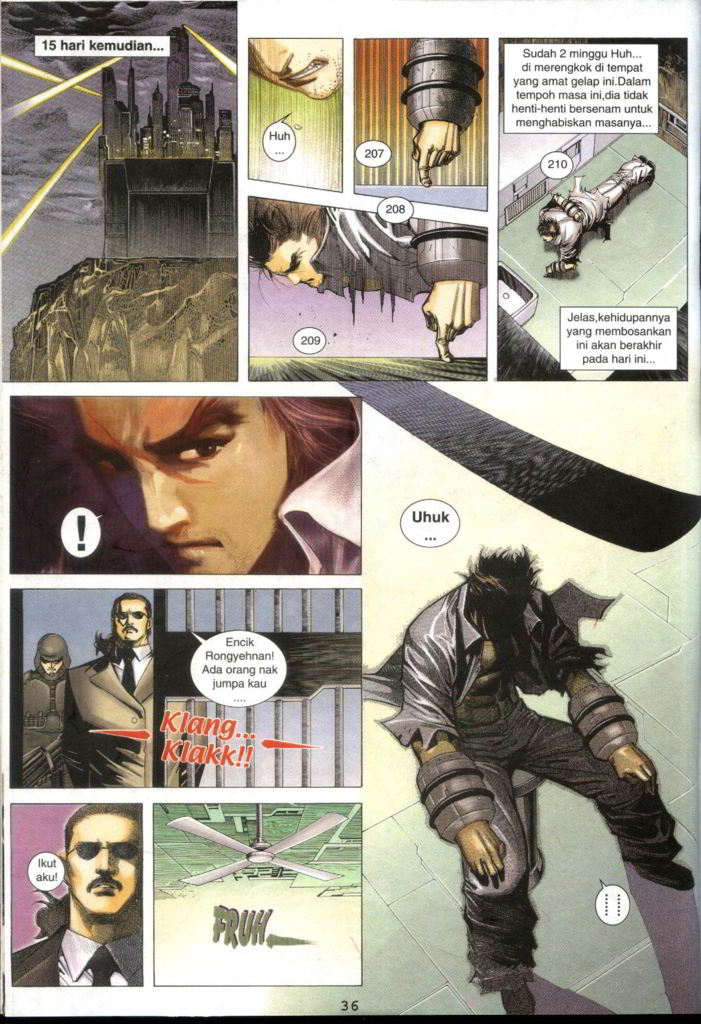 15 hari kemudian...
Huh
...
207
208
209
Sudah 2 minggu Huh...
di merengkok di tempat
yang amat gelap ini.Dalam
tempoh masa ini,dia tidak
henti-henti bersenam untuk
menghabiskan masanya...
210
Jelas,kehidupannya
yang membosankan
ini akan berakhir
pada hari ini...
!
Uhuk
...
Encik
Rongyehnan!
Ada orang nak
jumpa kau
....
Klang...
Klakk!!
Ikut
aku!
FRUH
36